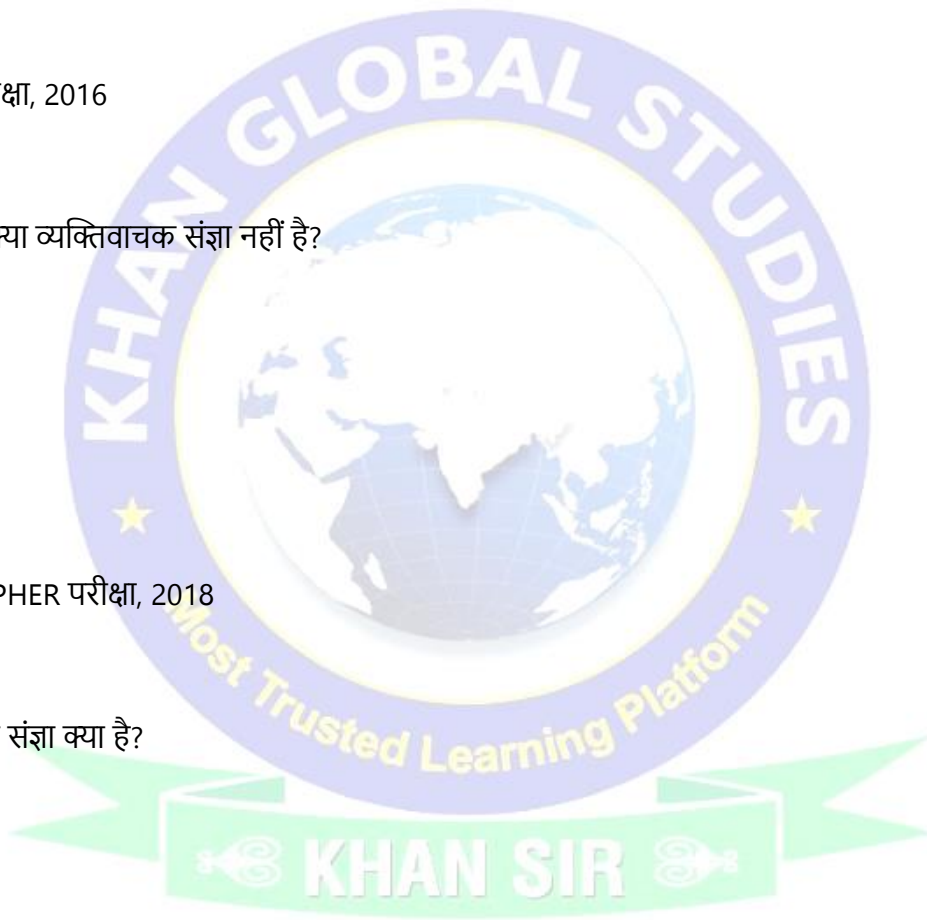 KHAN GLOBAL STUDIES
क्षा, 2016
क्या व्यक्तिवाचक संज्ञा नहीं है?
PHER परीक्षा, 2018
संज्ञा क्या है?
Most Trusted Learning Platform
KHAN SIR